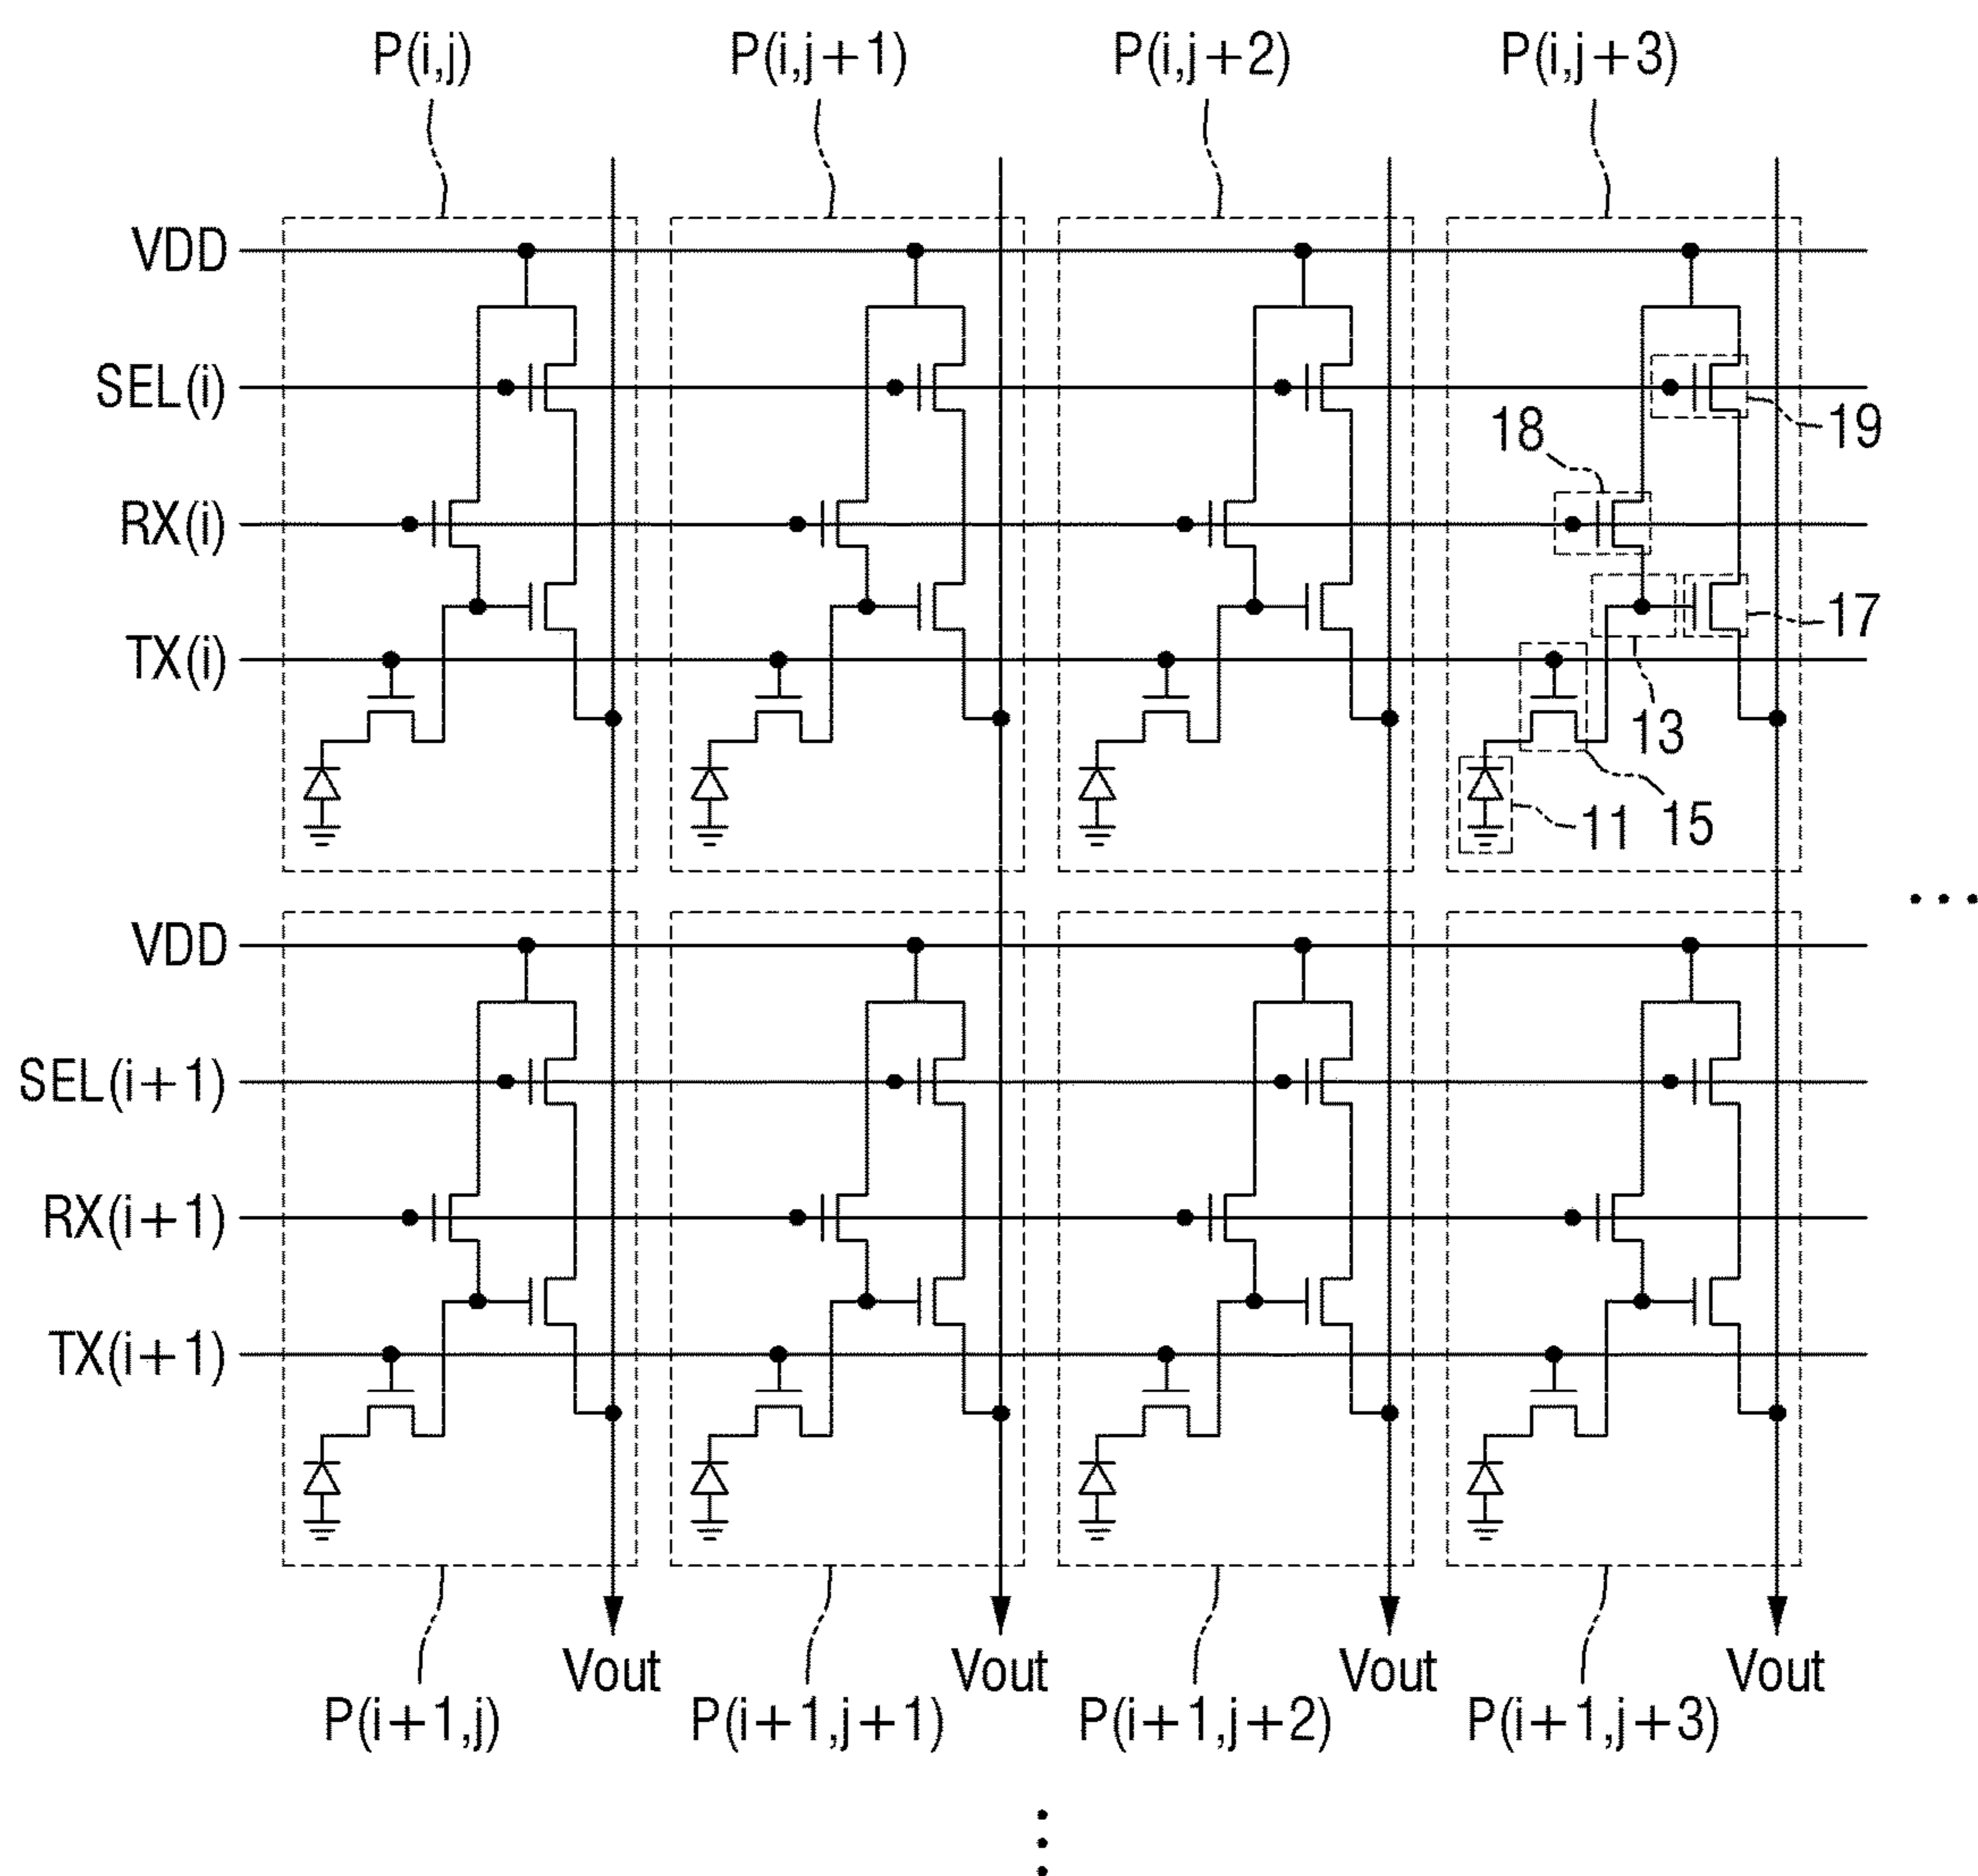 P(i,j) P(i,j+1) P(i,j+2) P(i,j+3)
VDD
SEL(i)
19
18
RX(i)
17
TX(i)
13
15
11
...
VDD
SEL(i+1)
RX(i+1)
TX(i+1)
Vout Vout Vout Vout
P(i+1,j) P(i+1,j+1) P(i+1,j+2) P(i+1,j+3)